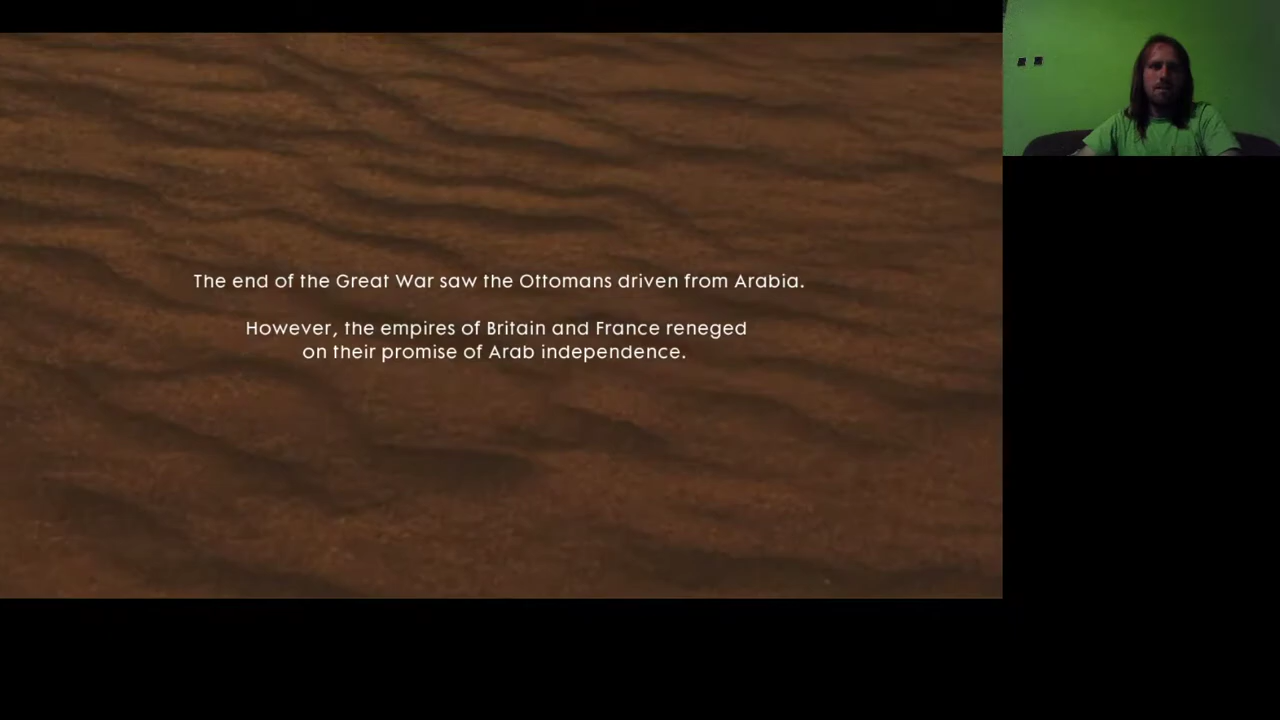 The end of the Great War saw the Ottomans driven from Arabia.
However, the empires of Britain and France reneged
on their promise of Arab independence.